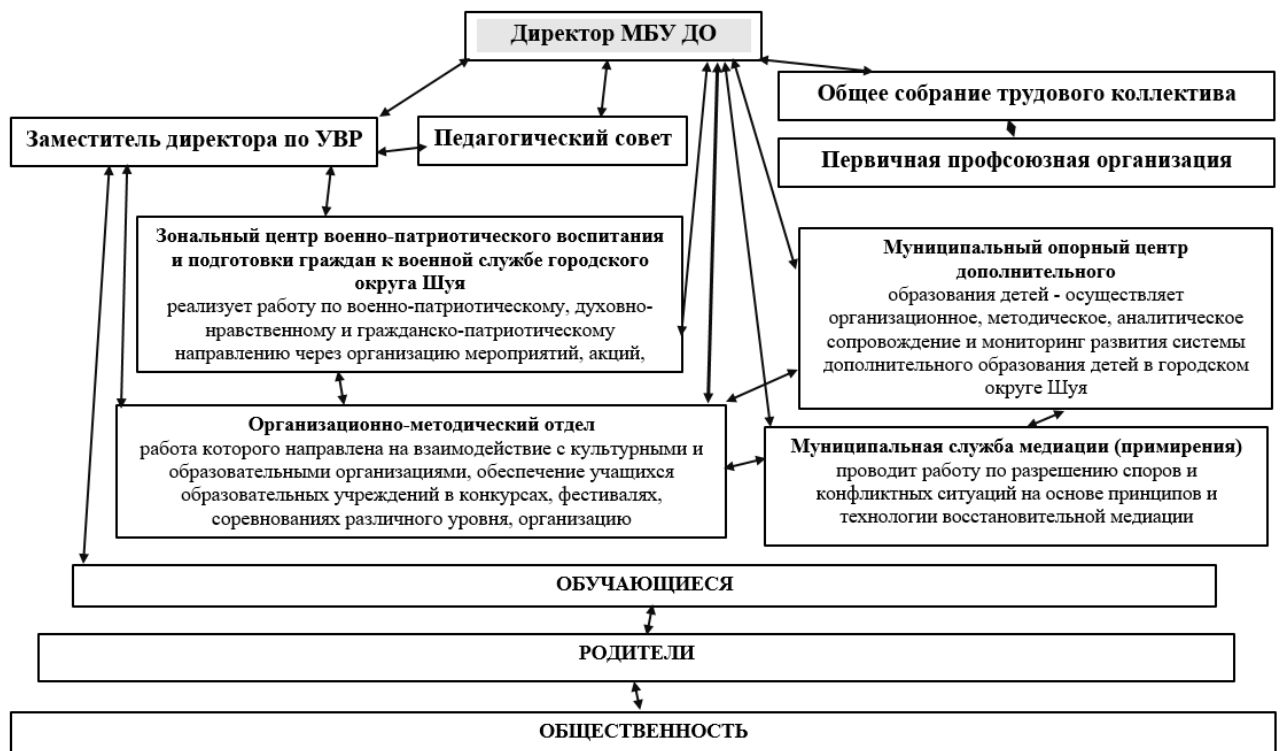 Директор МБУ ДО
Общее собрание трудового коллектива
Заместитель директора по УВР
Педагогический совет
Первичная профсоюзная организация
Зональный центр военно-патриотического воспитания
и подготовки граждан к военной службе городского
округа Шуя
реализует работу по военно-патриотическому, духовно-
нравственному и гражданско-патриотическому
направлению через организацию мероприятий, акций,
Муниципальный опорный центр
дополнительного
образования детей - осуществляет
организационное, методическое, аналитическое
сопровождение и мониторинг развития системы
дополнительного образования детей в городском
округе Шуя
Организационно-методический отдел
работа которого направлена на взаимодействие с культурными и
образовательными организациями, обеспечение учащихся
образовательных учреждений в конкурсах, фестивалях,
соревнованиях различного уровня, организацию
Муниципальная служба медиации (примирения)
проводит работу по разрешению споров и
конфликтных ситуаций на основе принципов и
технологии восстановительной медиации
ОБУЧАЮЩИЕСЯ
РОДИТЕЛИ
ОБЩЕСТВЕННОСТЬ